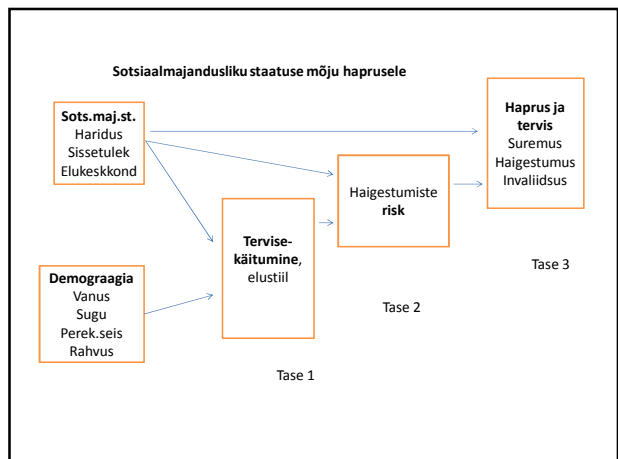 Sotsiaalmajandusliku staatuse mõju haprusele
Sots.maj.st.
Haridus
Sissetulek
Elukeskkond
Haprus ja
tervis
Suremus
Haigestumus
Invaliidsus
Haigestumiste
risk
Tervise-
käitumine,
elustiil
Demograagia
Vanus
Sugu
Perek.seis
Rahvus
Tase 3
Tase 2
Tase 1